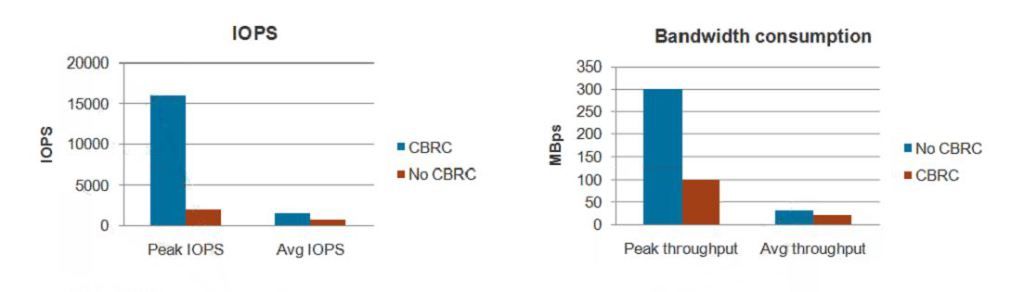 IOPS
20000
15000
10000
5000
0
IOPS
Peak IOPS
Avg IOPS
CBRC
No CBRC
Bandwidth consumption
350
300
250
200
150
100
50
0
MBps
Peak throughput
Avg throughput
No CBRC
CBRC